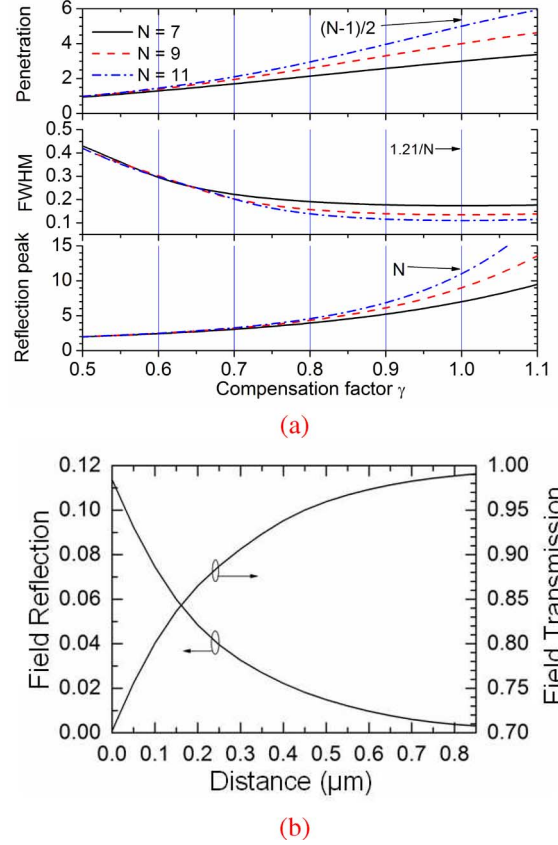 Penetration
6
4
2
0
N = 7
N = 9
N = 11
(N-1)/2
FWHM
0.5
0.4
0.3
0.2
0.1
1.21/N
Reflection peak
15
10
5
0
N
0.5 0.6 0.7 0.8 0.9 1.0 1.1
Compensation factor γ
(a)
Field Reflection
0.12
0.10
0.08
0.06
0.04
0.02
0.00
1.00
0.95
0.90
0.85
0.80
0.75
0.70
Field Transmission
0.0 0.1 0.2 0.3 0.4 0.5 0.6 0.7 0.8
Distance (μm)
(b)